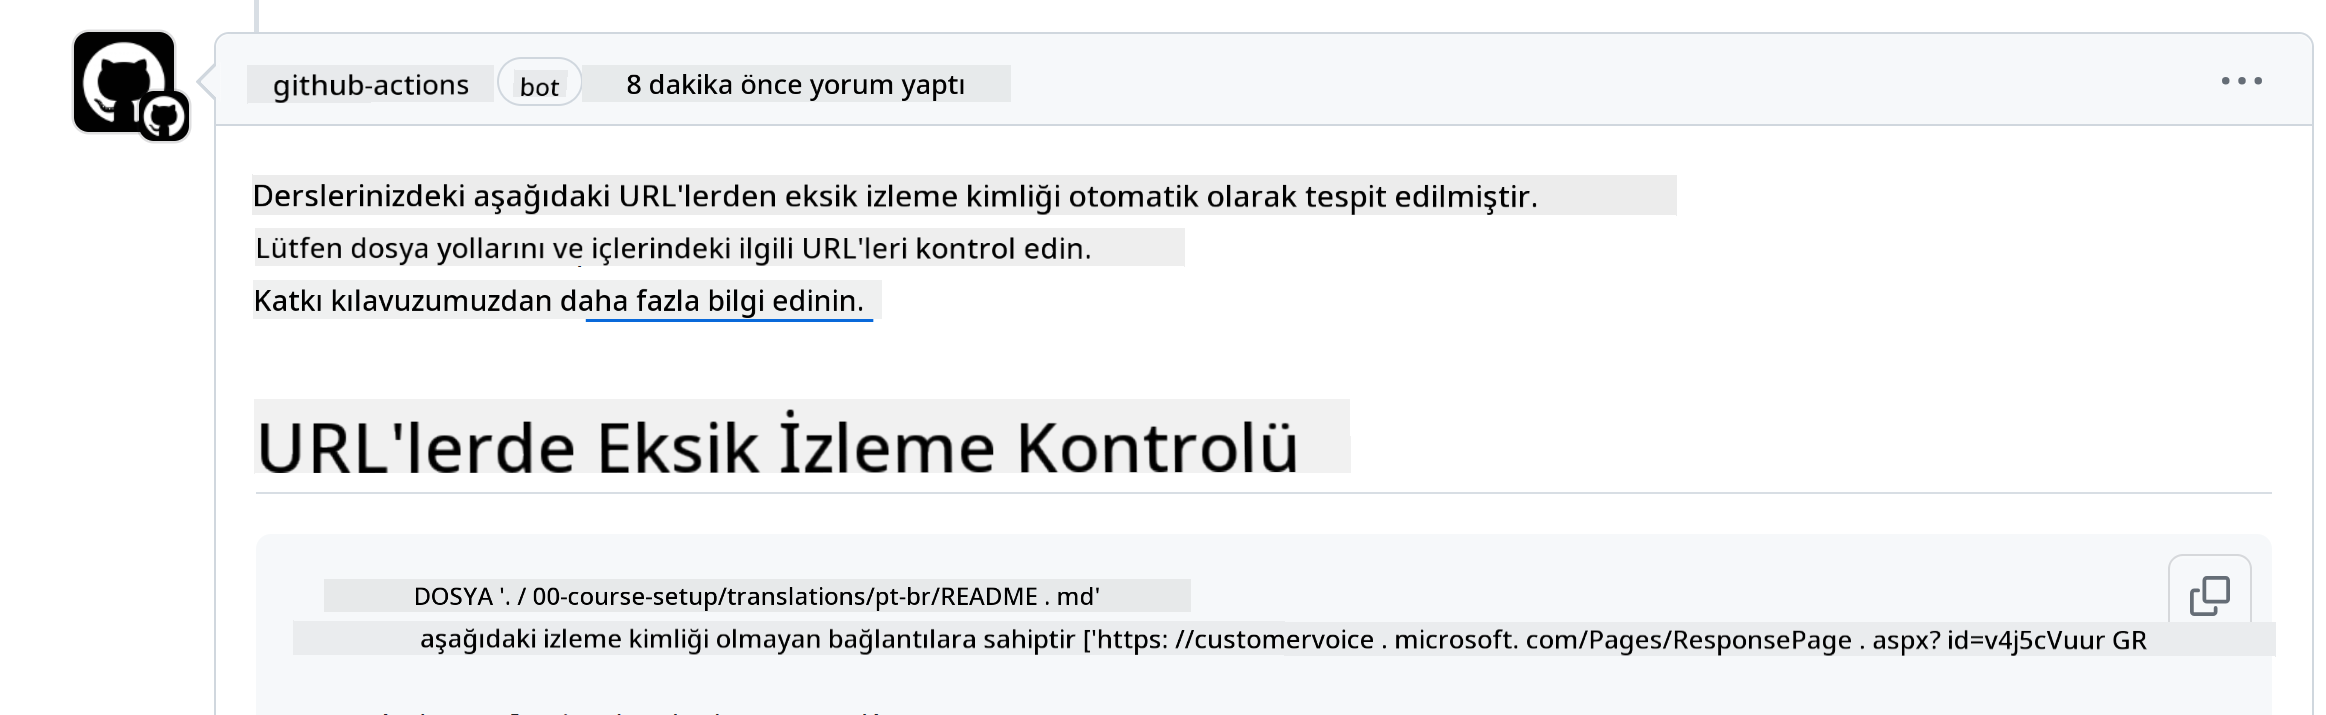 github-actions bot 8 dakika önce yorum yaptı
Derslerinizdeki aşağıdaki URL'lerden eksik izleme kimliği otomatik olarak tespit edilmiştir.
Lütfen dosya yollarını ve içlerindeki ilgili URL'leri kontrol edin.
Katkı kılavuzumuzdan daha fazla bilgi edinin.
URL'lerde Eksik İzleme Kontrolü
DOSYA '. / 00-course-setup/translations/pt-br/README . md'
aşağıdaki izleme kimliği olmayan bağlantılara sahiptir ['https: //customervoice . microsoft. com/Pages/ResponsePage . aspx? id=v4j5cVuur GR